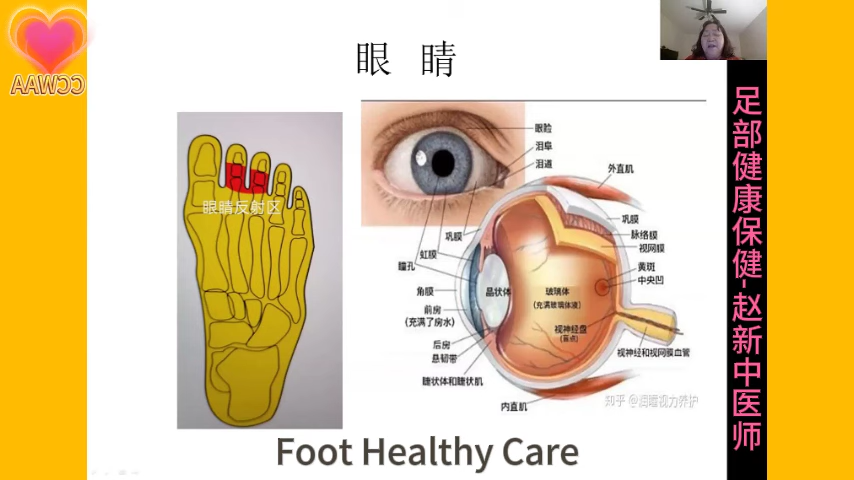 AAWCC
眼 睛
眼睛反射区
眼睑
泪阜
泪道
外直肌
巩膜
虹膜
瞳孔
角膜
前房
(充满了房水)
后房
悬韧带
睫状体和睫状肌
内直肌
晶状体
玻璃体
(充满玻璃体液)
视神经盘
(盲点)
巩膜
脉络膜
视网膜
黄斑
中央凹
视神经和视网膜血管
知乎 @润睛视力养护
Foot Healthy Care
足部健康保健-赵新中医师